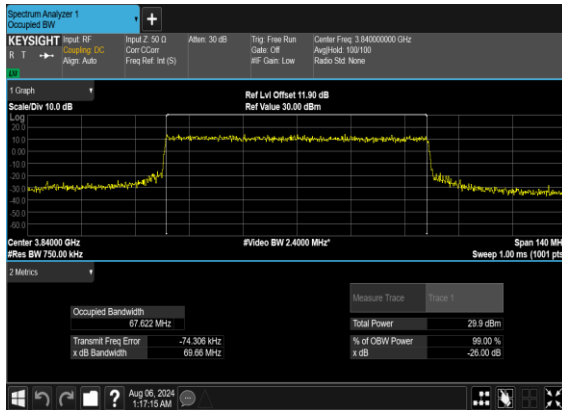 Spectrum Analyzer 1
Occupied BW
+
KEYSIGHT
R T
LXI
Input: RF
Coupling: DC
Align: Auto
Input Z: 50 Ω
Corr CCorr
Freq Ref: Int (S)
Atten: 30 dB
Trig: Free Run
Gate: Off
#IF Gain: Low
Center Freq: 3.840000000 GHz
Avg|Hold: 100/100
Radio Std: None
1 Graph
Scale/Div 10.0 dB
Ref Lvl Offset 11.90 dB
Ref Value 30.00 dBm
Log
20.0
10.0
0.00
-10.0
-20.0
-30.0
-40.0
-50.0
-60.0
Center 3.84000 GHz
#Res BW 750.00 kHz
#Video BW 2.4000 MHz*
Span 140 MH
Sweep 1.00 ms (1001 pts
2 Metrics
Measure Trace
Trace 1
Occupied Bandwidth
67.622 MHz
Total Power
29.9 dBm
Transmit Freq Error
-74.306 kHz
% of OBW Power
99.00 %
x dB Bandwidth
69.66 MHz
x dB
-26.00 dB
?
Aug 06, 2024
1:17:15 AM